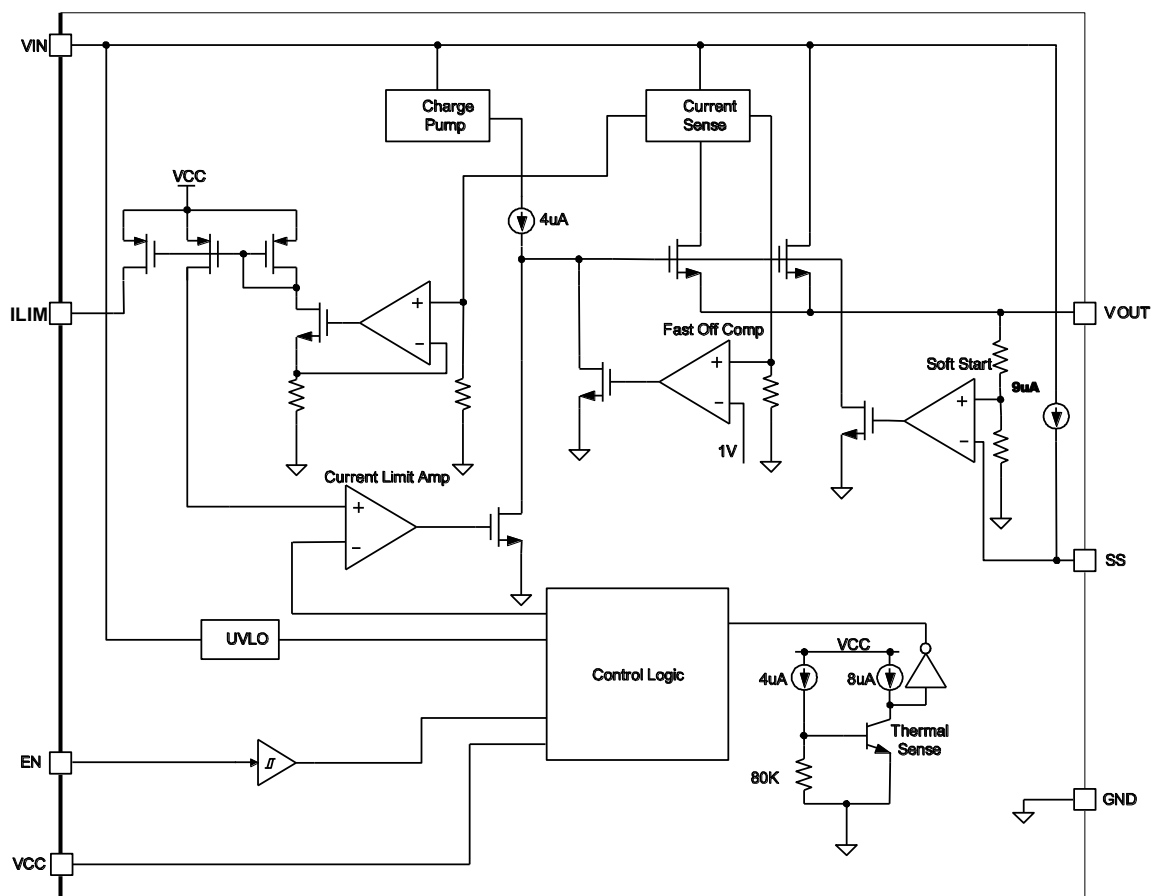 VIN
Charge
Pump
Current
Sense
VCC
4uA
ILIM
+
−
Fast Off Comp
+
−
1V
VOUT
Soft Start
9uA
+
−
Current Limit Amp
+
−
SS
UVLO
Control Logic
VCC
4uA
8uA
Thermal
Sense
80K
EN
GND
VCC